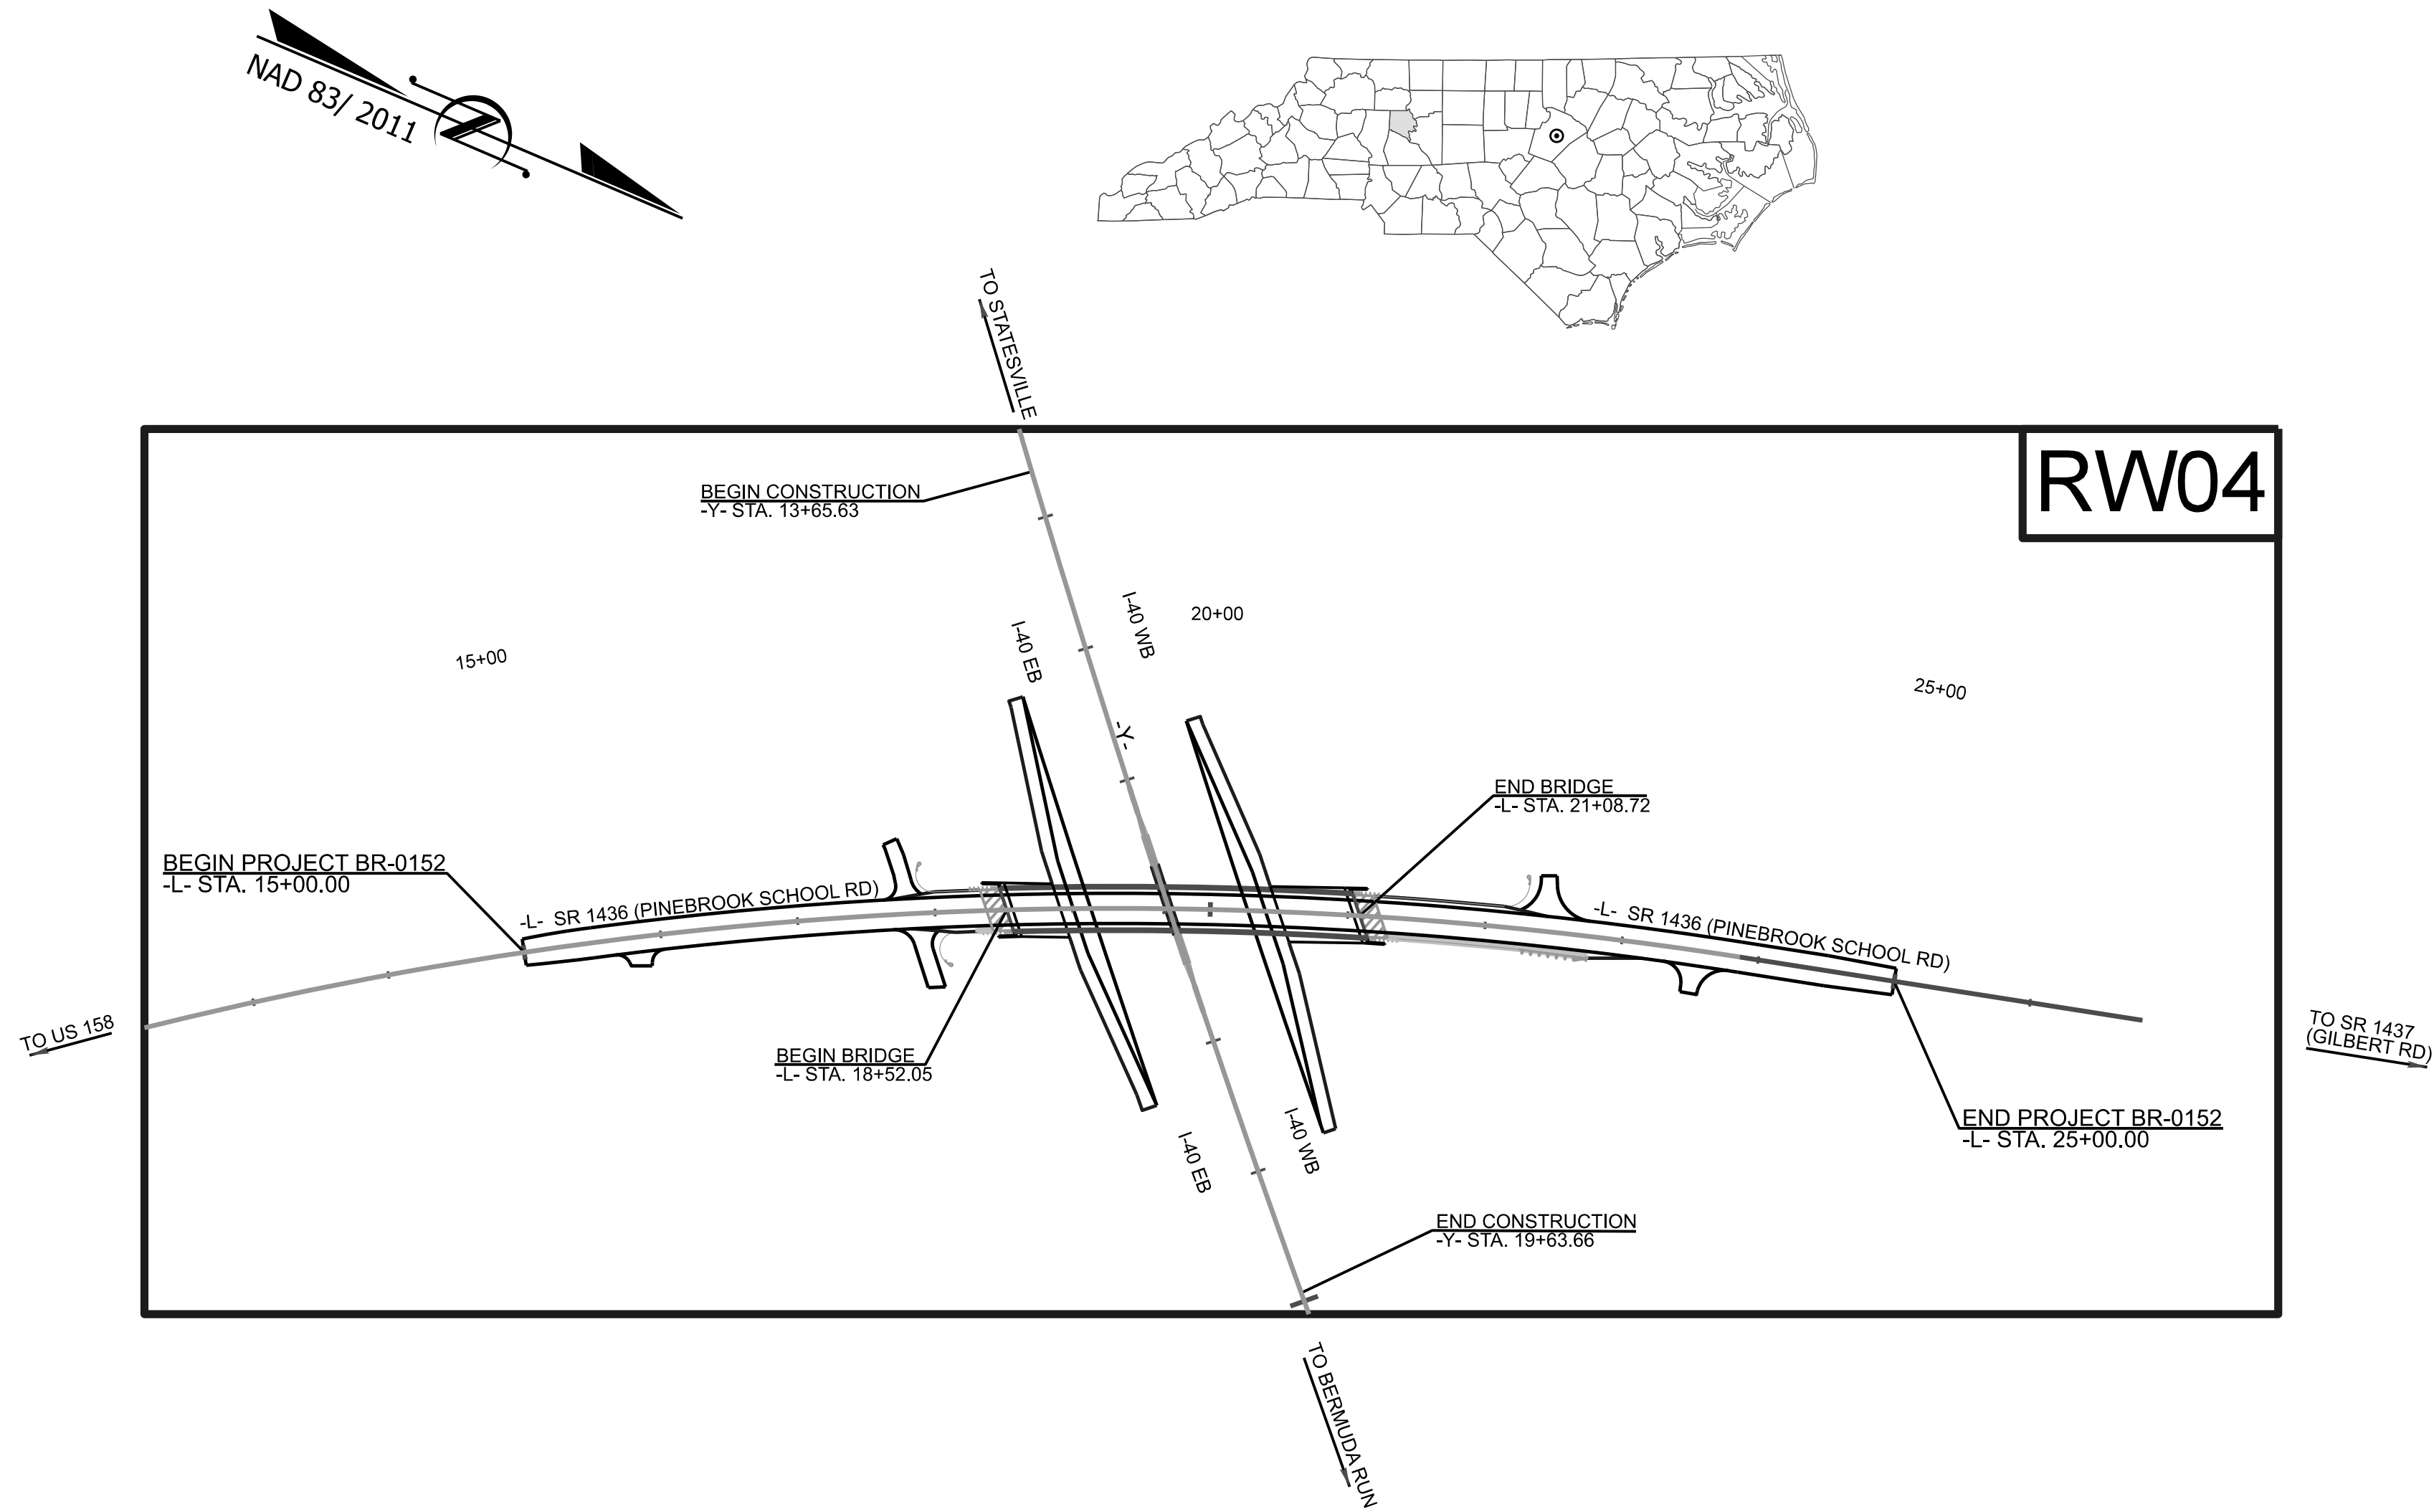 NAD 83/ 2011
TO STATESVILLE
RW04
BEGIN CONSTRUCTION
-Y- STA. 13+65.63
I-40 WB
20+00
I-40 EB
15+00
25+00
-Y-
END BRIDGE
-L- STA. 21+08.72
BEGIN PROJECT BR-0152
-L- STA. 15+00.00
-L- SR 1436 (PINEBROOK SCHOOL RD)
-L- SR 1436 (PINEBROOK SCHOOL RD)
TO US 158
BEGIN BRIDGE
-L- STA. 18+52.05
TO SR 1437
(GILBERT RD)
I-40 EB
I-40 WB
END PROJECT BR-0152
-L- STA. 25+00.00
END CONSTRUCTION
-Y- STA. 19+63.66
TO BERMUDA RUN